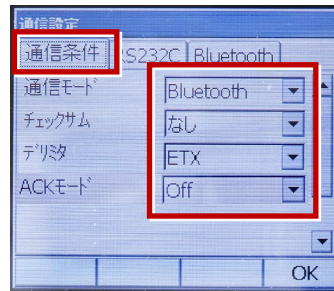 通信設定
通信条件 RS232C Bluetooth
通信モード Bluetooth
チェックサム なし
デリミタ ETX
ACKモード Off
OK